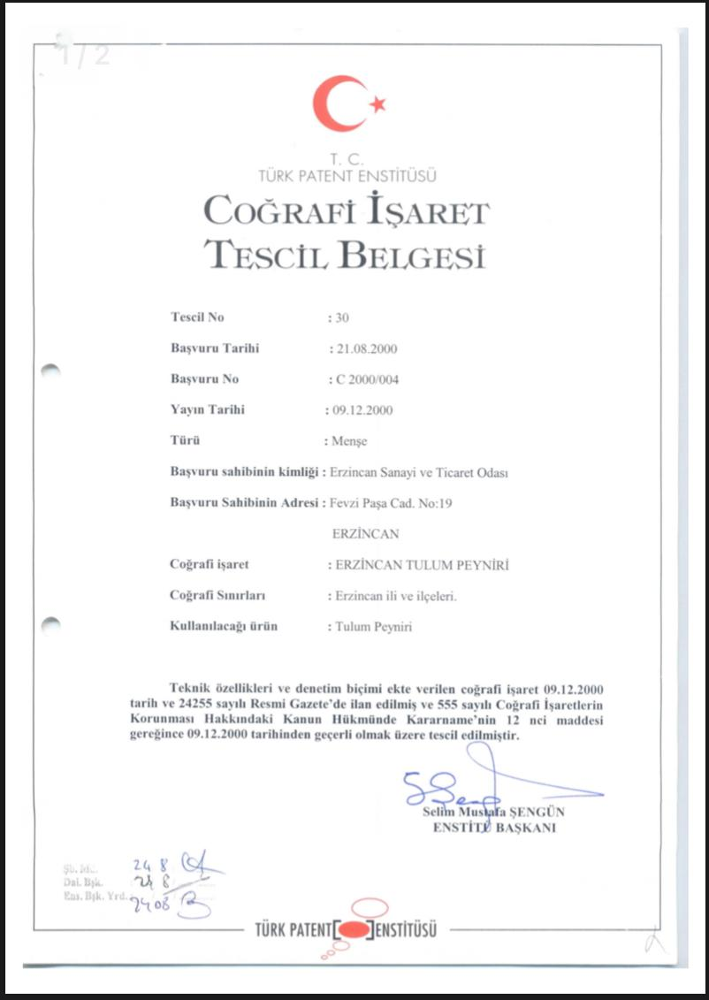 1/2
T. C.
TÜRK PATENT ENSTİTÜSÜ
COĞRAFİ İŞARET
TESCİL BELGESİ
Tescil No : 30
Başvuru Tarihi : 21.08.2000
Başvuru No : C 2000/004
Yayın Tarihi : 09.12.2000
Türü : Menşe
Başvuru sahibinin kimliği : Erzincan Sanayi ve Ticaret Odası
Başvuru Sahibinin Adresi : Fevzi Paşa Cad. No:19
ERZİNCAN
Coğrafi işaret : ERZİNCAN TULUM PEYNİRİ
Coğrafi Sınırları : Erzincan ili ve ilçeleri.
Kullanılacağı ürün : Tulum Peyniri
Teknik özellikleri ve denetim biçimi ekte verilen coğrafi işaret 09.12.2000
tarih ve 24255 sayılı Resmi Gazete'de ilan edilmiş ve 555 sayılı Coğrafi İşaretlerin
Korunması Hakkındaki Kanun Hükmünde Kararname'nin 12 nci maddesi
gereğince 09.12.2000 tarihinden geçerli olmak üzere tescil edilmiştir.
Selim Mustafa ŞENGÜN
ENSTİTÜ BAŞKANI
Şb. Md. 24 8
Dai. Bşk. 24 8
Ens. Bşk. Yrd. 2408
TÜRK PATENT ENSTİTÜSÜ